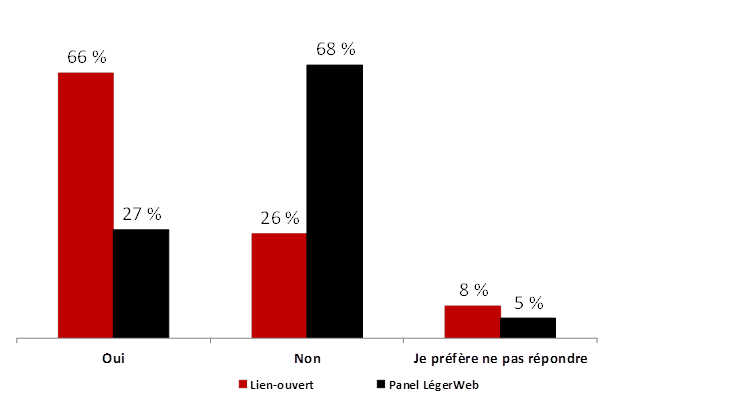 68 %
66 %
27 %
26 %
8 %
5 %
Oui
Non
Je préfère ne pas répondre
Lien-ouvert
Panel LégerWeb